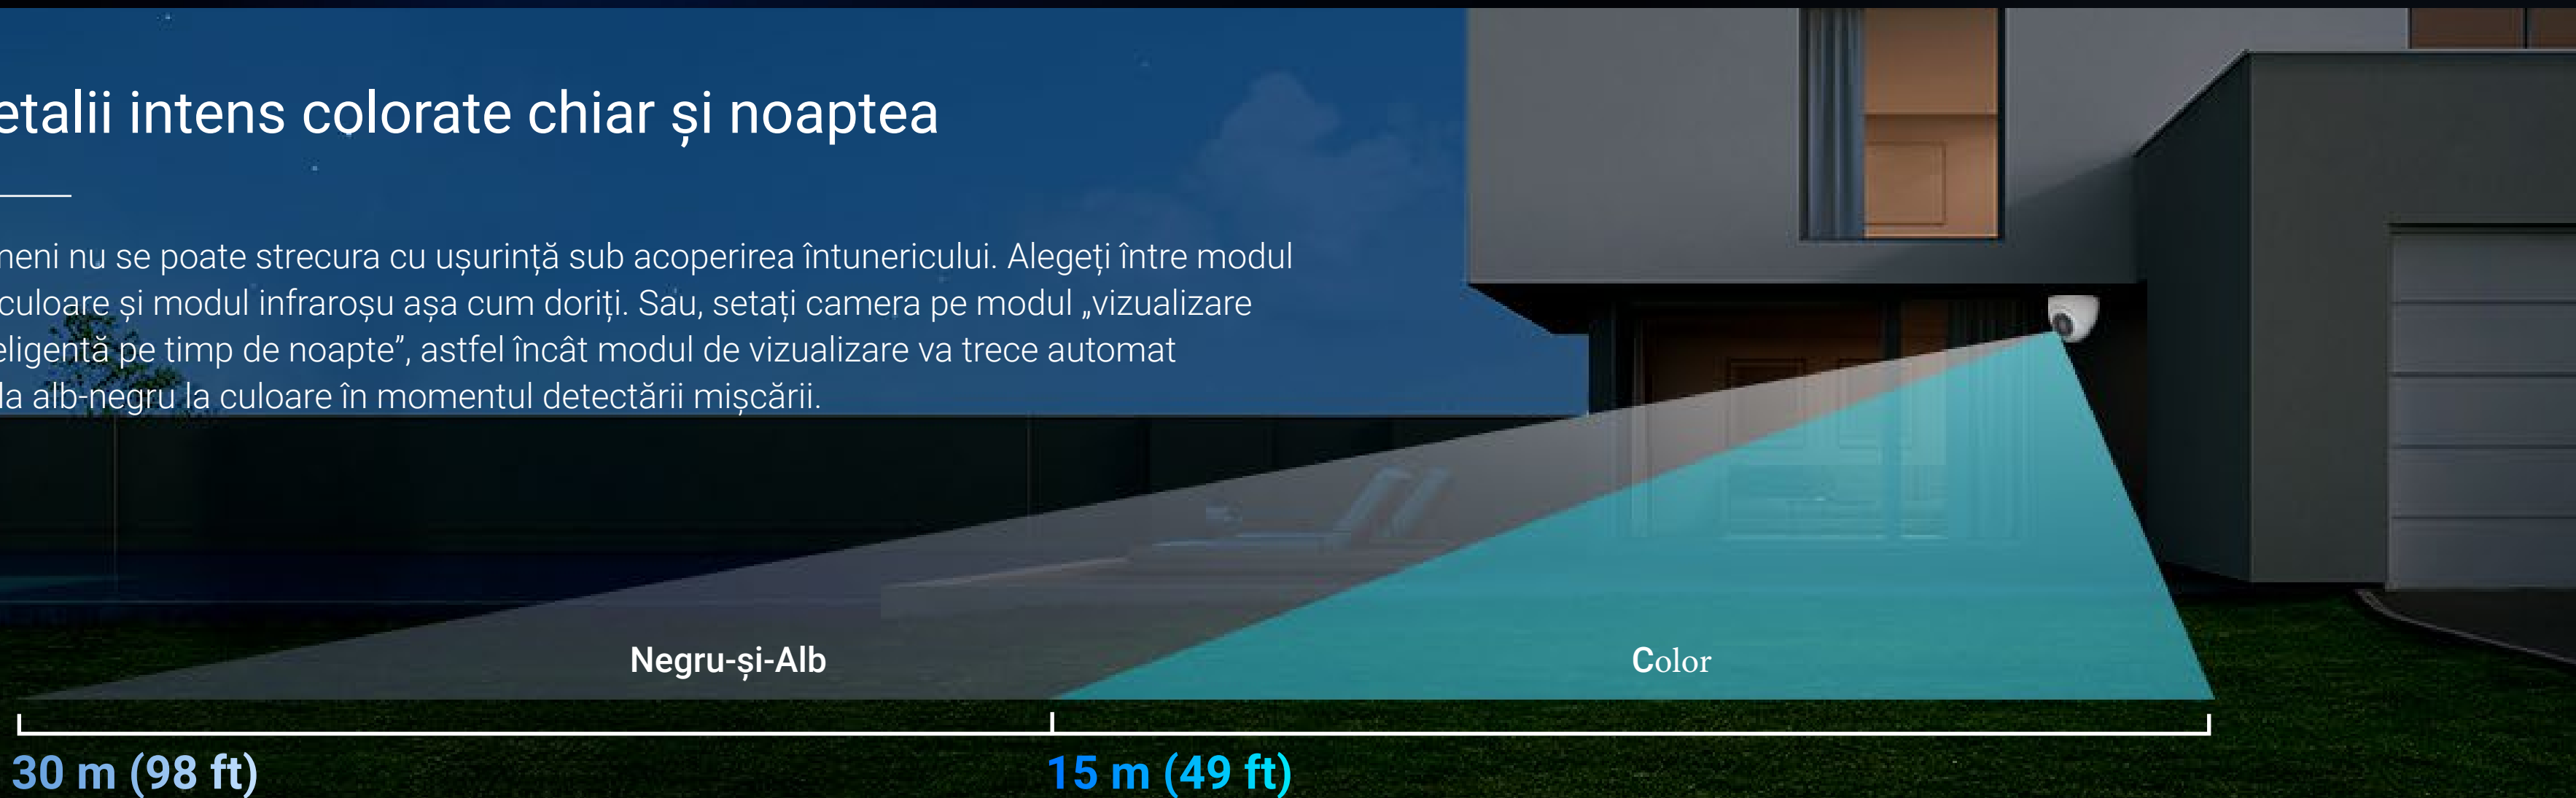 etalii intens colorate chiar și noaptea
meni nu se poate strecura cu ușurință sub acoperirea întunericului. Alegeți între modul
culoare și modul infraroșu așa cum doriți. Sau, setați camera pe modul „vizualizare
eligentă pe timp de noapte”, astfel încât modul de vizualizare va trece automat
la alb-negru la culoare în momentul detectării mișcării.
Negru-și-Alb
Color
30 m (98 ft)
15 m (49 ft)